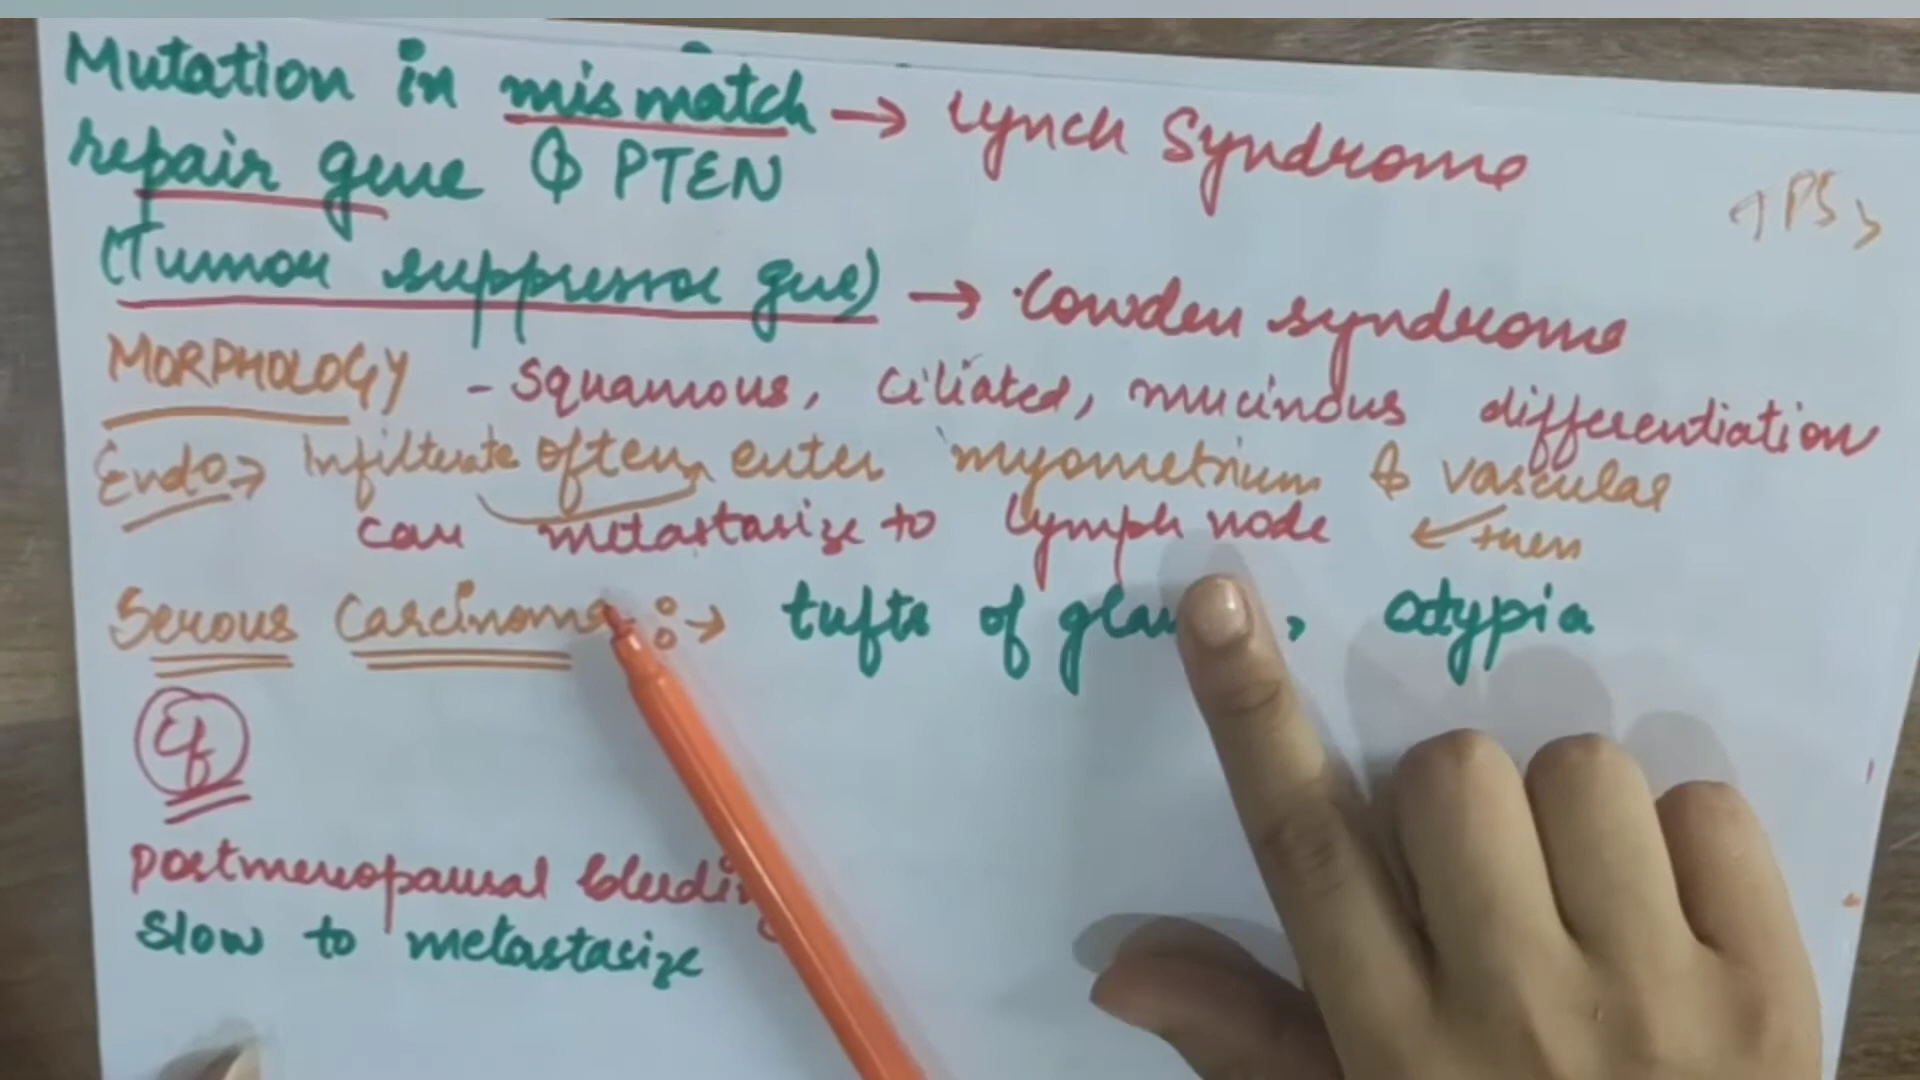 Mutation in mismatch → Lynch Syndrome
repair gene & PTEN
(Tumor suppressor gene) → Cowden syndrome
MORPHOLOGY - Squamous, Ciliated, mucinous differentiation
Endo → Infiltrate often enter myometrium & vascular
← then
can metastasize to lymph node
Serous Carcinoma :→ tufts of , atypia
Cf
Postmenopausal
Slow to metastasize